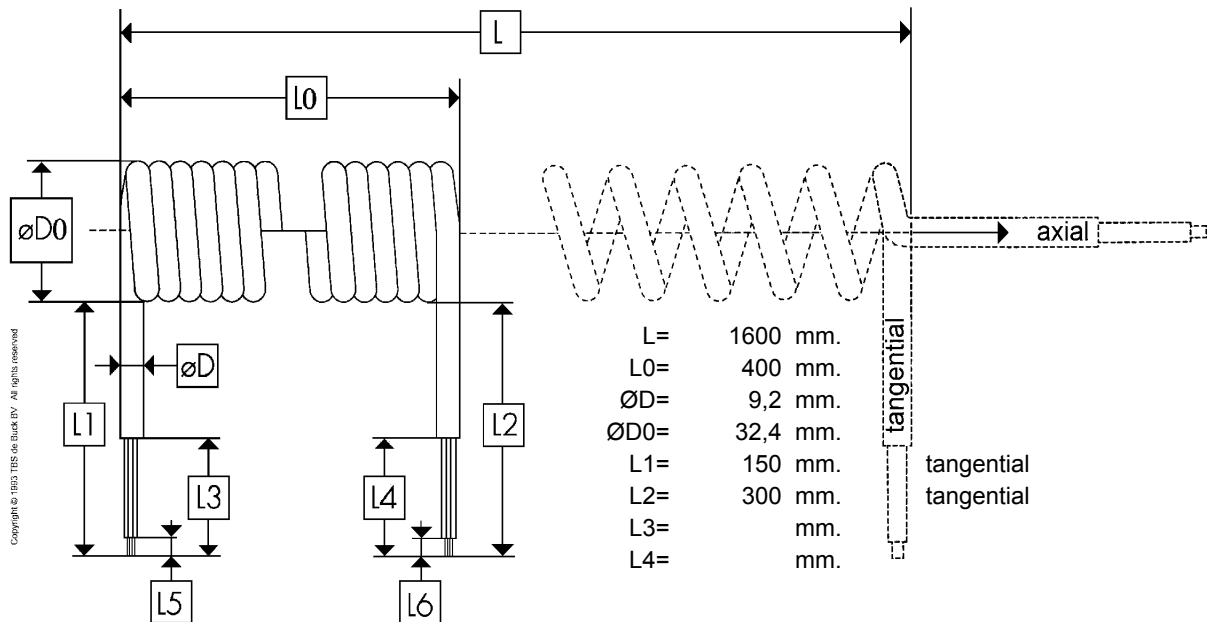 L
L0
øD0
øD
L1
L3
L5
L4
L6
L2
axial
tangential
L= 1600 mm.
L0= 400 mm.
ØD= 9,2 mm.
ØD0= 32,4 mm.
L1= 150 mm. tangential
L2= 300 mm. tangential
L3= mm.
L4= mm.
Copyright © 1993 TBS de Buck BV All rights reserved